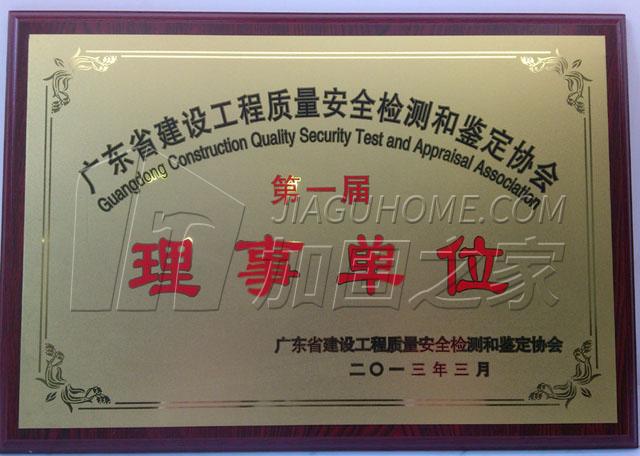 广东省建设工程质量安全检测和鉴定协会
Guangdong Construction Quality Security Test and Appraisal Association
第一届
JIAGUHOME.COM
理事单位
加固之家
广东省建设工程质量安全检测和鉴定协会
二〇一三年三月